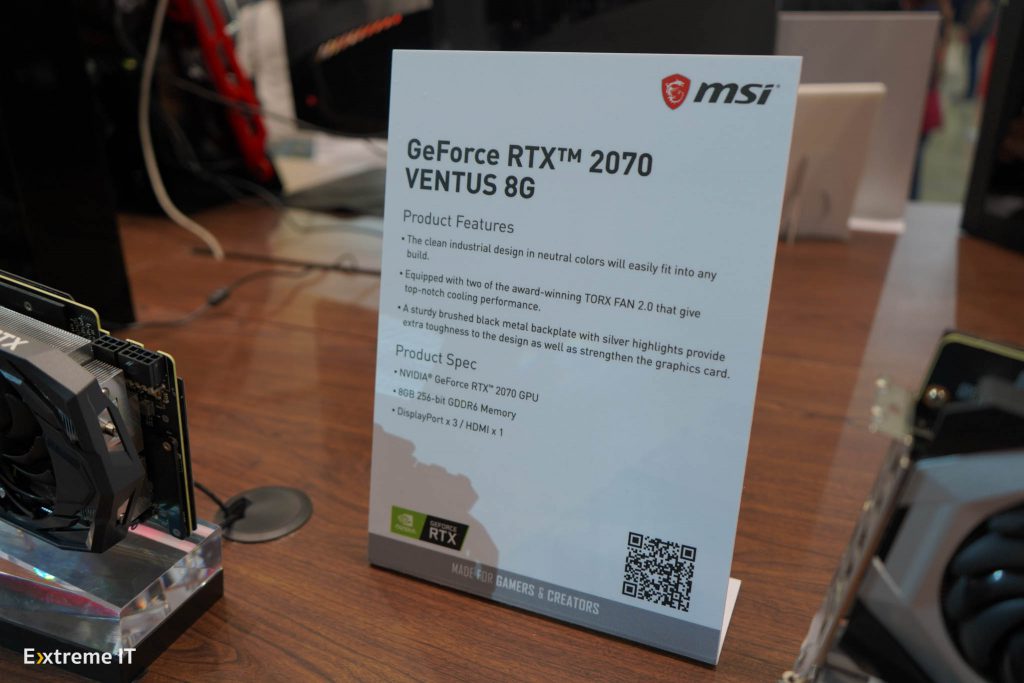 msi
GeForce RTX™ 2070
VENTUS 8G
Product Features
• The clean industrial design in neutral colors will easily fit into any
build.
• Equipped with two of the award-winning TORX FAN 2.0 that give
top-notch cooling performance.
• A sturdy brushed black metal backplate with silver highlights provide
extra toughness to the design as well as strengthen the graphics card.
Product Spec
• NVIDIA® GeForce RTX™ 2070 GPU
• 8GB 256-bit GDDR6 Memory
• DisplayPort x 3 / HDMI x 1
NVIDIA
GEFORCE
RTX
MADE FOR GAMERS & CREATORS
RTX
Extreme IT